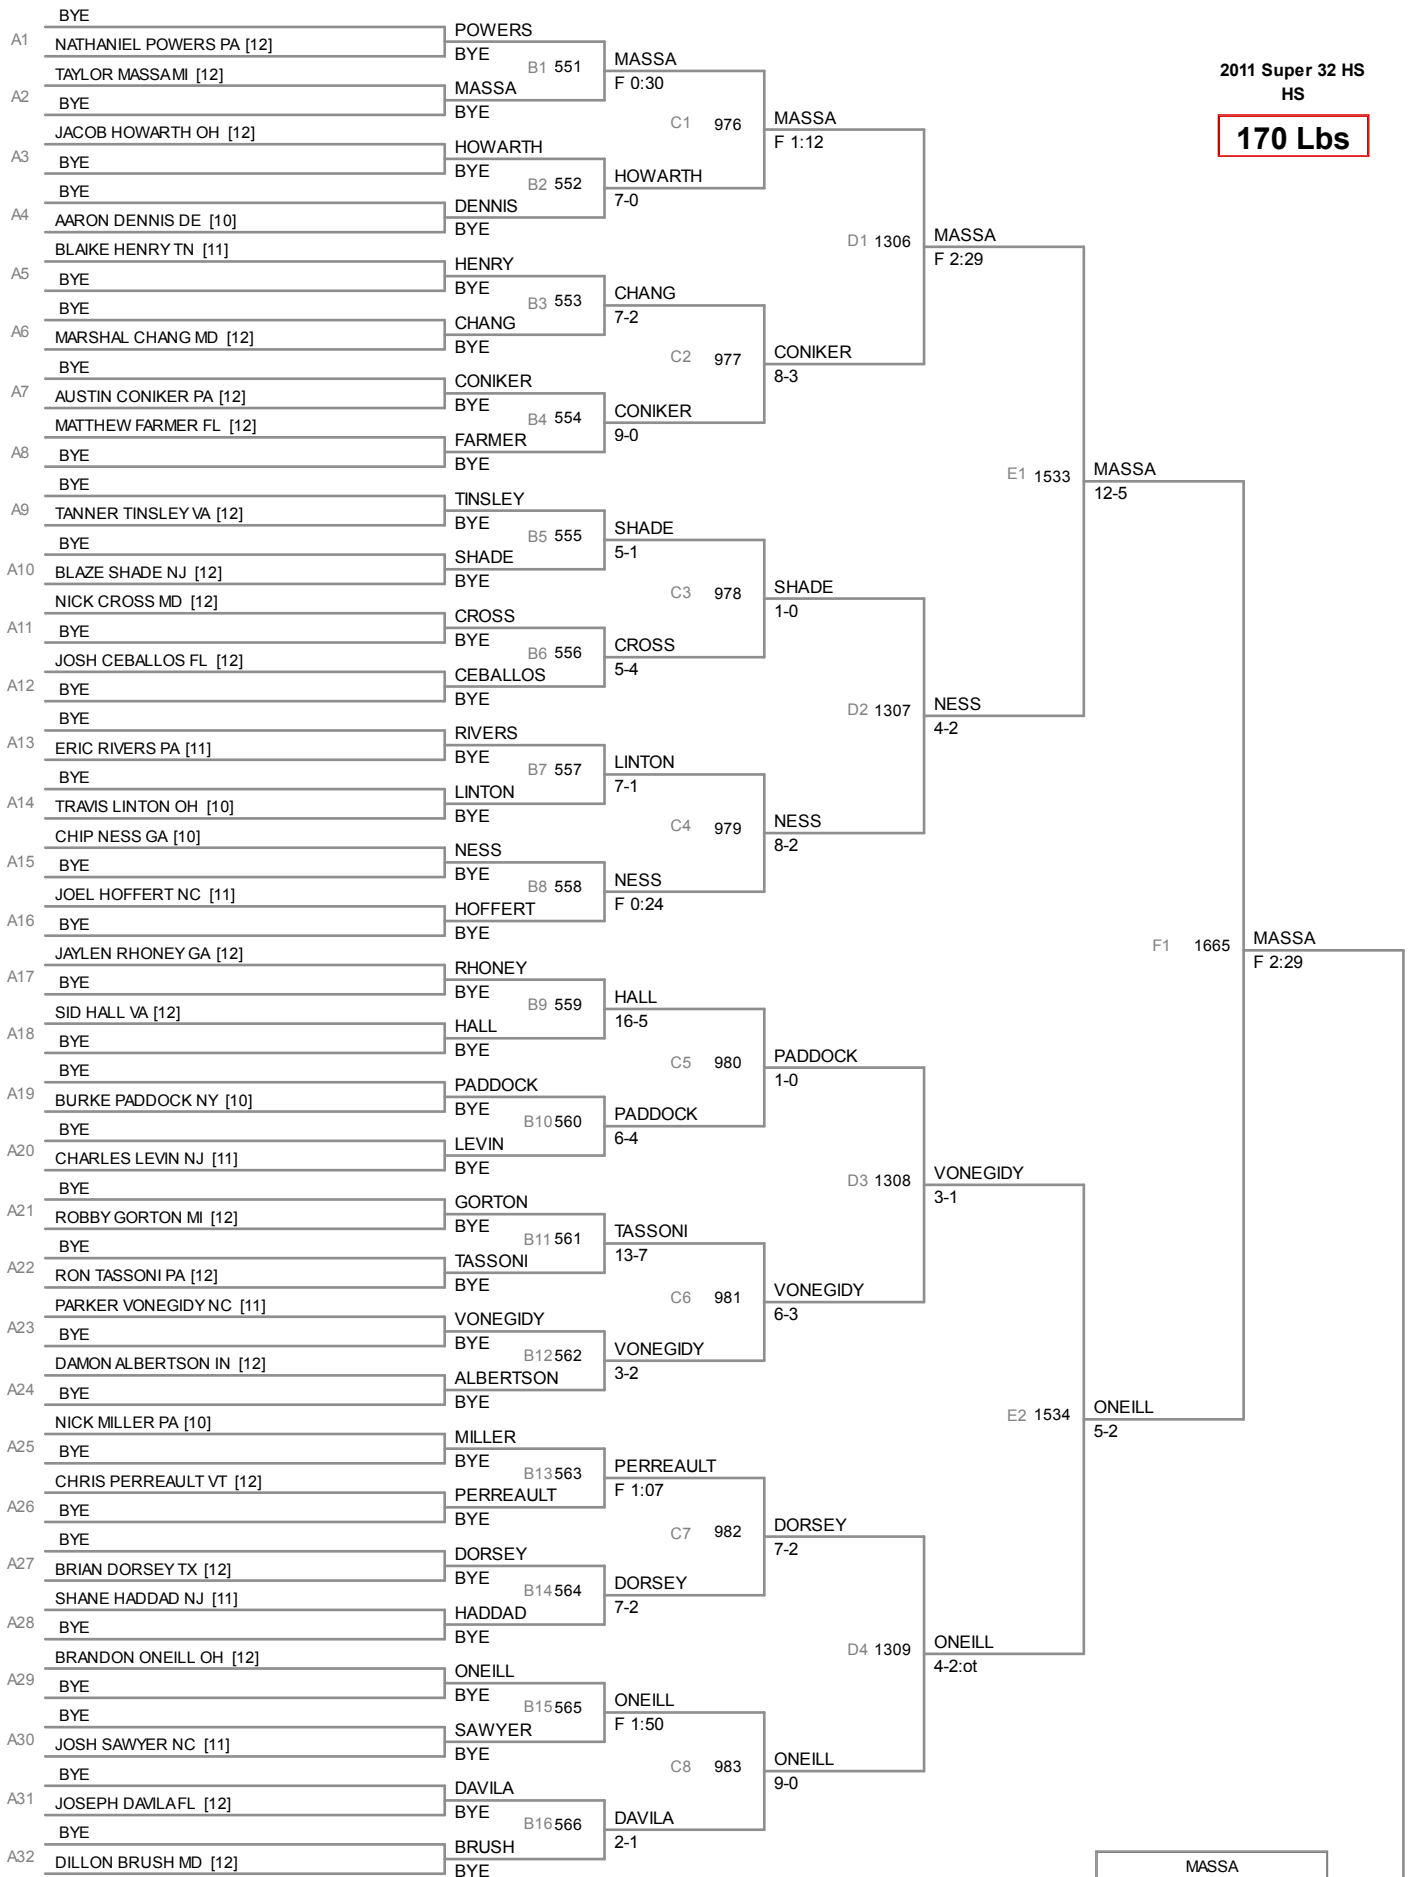 2011 Super 32 HS
HS
170 Lbs
BYE
A1
NATHANIEL POWERS PA [12]
TAYLOR MASSA MI [12]
A2
BYE
JACOB HOWARTH OH [12]
A3
BYE
BYE
A4
AARON DENNIS DE [10]
BLAIKE HENRY TN [11]
A5
BYE
BYE
A6
MARSHAL CHANG MD [12]
BYE
A7
AUSTIN CONIKER PA [12]
MATTHEW FARMER FL [12]
A8
BYE
BYE
A9
TANNER TINSLEY VA [12]
BYE
A10
BLAZE SHADE NJ [12]
NICK CROSS MD [12]
A11
BYE
JOSH CEBALLOS FL [12]
A12
BYE
BYE
A13
ERIC RIVERS PA [11]
BYE
A14
TRAVIS LINTON OH [10]
CHIP NESS GA [10]
A15
BYE
JOEL HOFFERT NC [11]
A16
BYE
JAYLEN RHONEY GA [12]
A17
BYE
SID HALL VA [12]
A18
BYE
BYE
A19
BURKE PADDOCK NY [10]
BYE
A20
CHARLES LEVIN NJ [11]
BYE
A21
ROBBY GORTON MI [12]
BYE
A22
RON TASSONI PA [12]
PARKER VONEGIDY NC [11]
A23
BYE
DAMON ALBERTSON IN [12]
A24
BYE
NICK MILLER PA [10]
A25
BYE
CHRIS PERREAULT VT [12]
A26
BYE
BYE
A27
BRIAN DORSEY TX [12]
SHANE HADDAD NJ [11]
A28
BYE
BRANDON ONEILL OH [12]
A29
BYE
BYE
A30
JOSH SAWYER NC [11]
BYE
A31
JOSEPH DAVILA FL [12]
BYE
A32
DILLON BRUSH MD [12]
POWERS
BYE
B1 551
MASSA
BYE
HOWARTH
BYE
B2 552
DENNIS
BYE
HENRY
BYE
B3 553
CHANG
BYE
CONIKER
BYE
B4 554
FARMER
BYE
TINSLEY
BYE
B5 555
SHADE
BYE
CROSS
BYE
B6 556
CEBALLOS
BYE
RIVERS
BYE
B7 557
LINTON
BYE
NESS
BYE
B8 558
HOFFERT
BYE
RHONEY
BYE
B9 559
HALL
BYE
PADDOCK
BYE
B10 560
LEVIN
BYE
GORTON
BYE
B11 561
TASSONI
BYE
VONEGIDY
BYE
B12 562
ALBERTSON
BYE
MILLER
BYE
B13 563
PERREAULT
BYE
DORSEY
BYE
B14 564
HADDAD
BYE
ONEILL
BYE
B15 565
SAWYER
BYE
DAVILA
BYE
B16 566
BRUSH
BYE
MASSA
F 0:30
C1 976
HOWARTH
7-0
CHANG
7-2
C2 977
CONIKER
9-0
SHADE
5-1
C3 978
CROSS
5-4
LINTON
7-1
C4 979
NESS
F 0:24
HALL
16-5
C5 980
PADDOCK
6-4
TASSONI
13-7
C6 981
VONEGIDY
3-2
PERREAULT
F 1:07
C7 982
DORSEY
7-2
ONEILL
F 1:50
C8 983
DAVILA
2-1
MASSA
F 1:12
D1 1306
CONIKER
8-3
SHADE
1-0
D2 1307
NESS
8-2
PADDOCK
1-0
D3 1308
VONEGIDY
6-3
DORSEY
7-2
D4 1309
ONEILL
9-0
MASSA
F 2:29
E1 1533
NESS
4-2
VONEGIDY
3-1
E2 1534
ONEILL
4-2:ot
MASSA
12-5
F1 1665
ONEILL
5-2
MASSA
F 2:29
MASSA